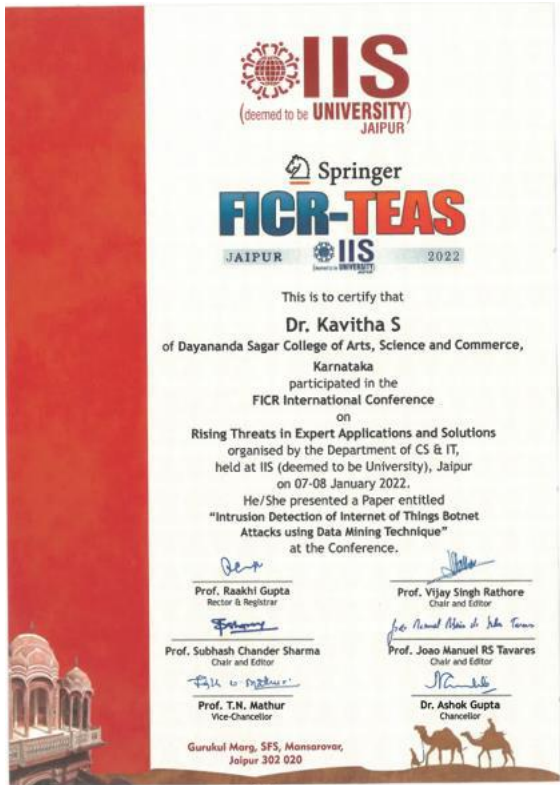 IIS
(deemed to be UNIVERSITY)
JAIPUR
Springer
FICR-TEAS
JAIPUR IIS 2022
(deemed to be UNIVERSITY)
This is to certify that
Dr. Kavitha S
of Dayananda Sagar College of Arts, Science and Commerce,
Karnataka
participated in the
FICR International Conference
on
Rising Threats in Expert Applications and Solutions
organised by the Department of CS & IT,
held at IIS (deemed to be University), Jaipur
on 07-08 January 2022.
He/She presented a Paper entitled
"Intrusion Detection of Internet of Things Botnet
Attacks using Data Mining Technique"
at the Conference.
Prof. Raakhi Gupta
Rector & Registrar
Prof. Vijay Singh Rathore
Chair and Editor
Prof. Subhash Chander Sharma
Chair and Editor
Prof. Joao Manuel RS Tavares
Chair and Editor
Prof. T.N. Mathur
Vice-Chancellor
Dr. Ashok Gupta
Chancellor
Gurukul Marg, SFS, Mansarovar,
Jaipur 302 020